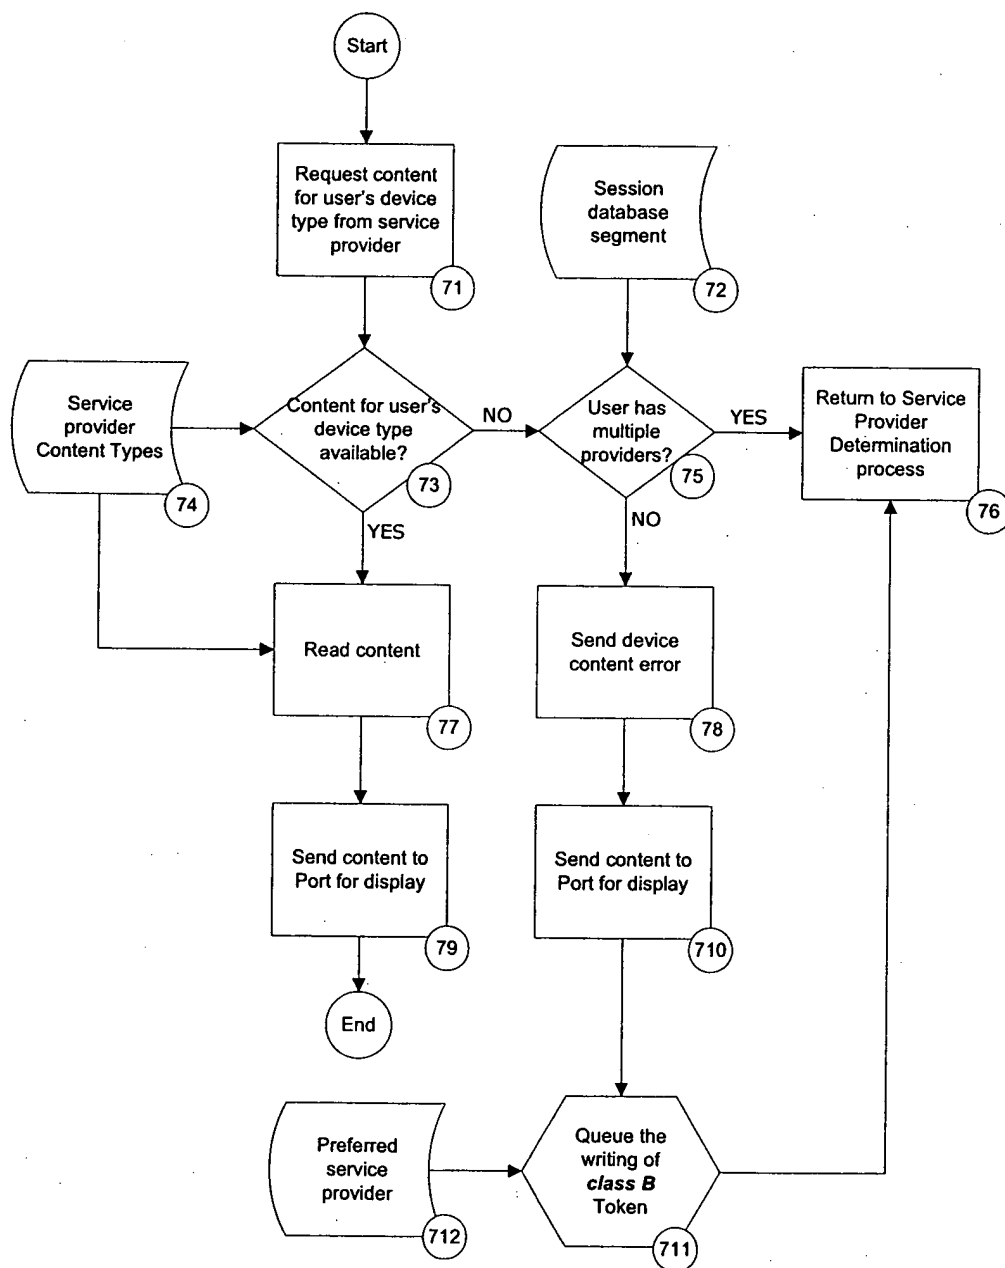 Start
Request content
for user's device
type from service
provider
71
Session
database
segment
72
Service
provider
Content Types
74
Content for user's
device type
available?
73
NO
YES
User has
multiple
providers?
75
YES
NO
Return to Service
Provider
Determination
process
76
Read content
77
Send device
content error
78
Send content to
Port for display
79
Send content to
Port for display
710
End
Preferred
service
provider
712
Queue the
writing of
class B
Token
711